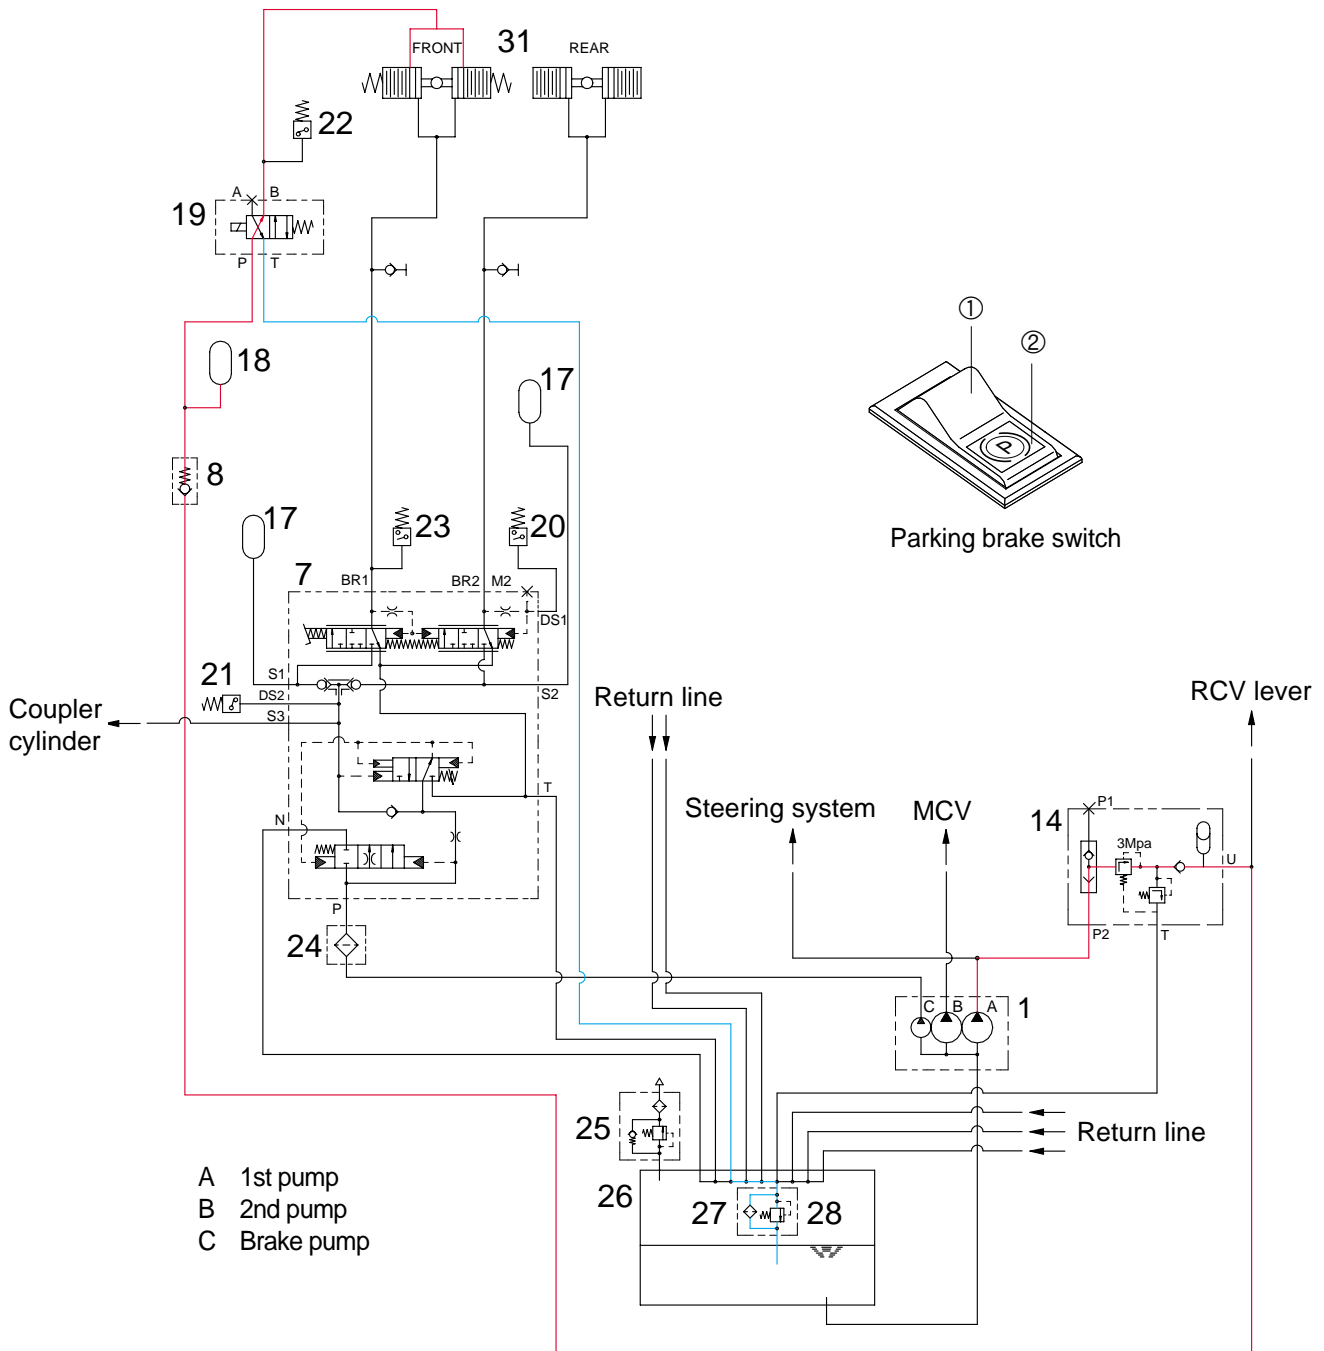 31
FRONT
REAR
22
A
B
19
P
T
①
②
18
17
8
P
Parking brake switch
17
23
20
7
BR1
BR2
M2
DS1
21
S1
DS2
S3
S2
Coupler
cylinder
Return line
RCV lever
T
N
Steering system
MCV
14
P1
3Mpa
U
P
P2
T
24
C
B
A
1
25
Return line
26
27
28
A 1st pump
B 2nd pump
C Brake pump